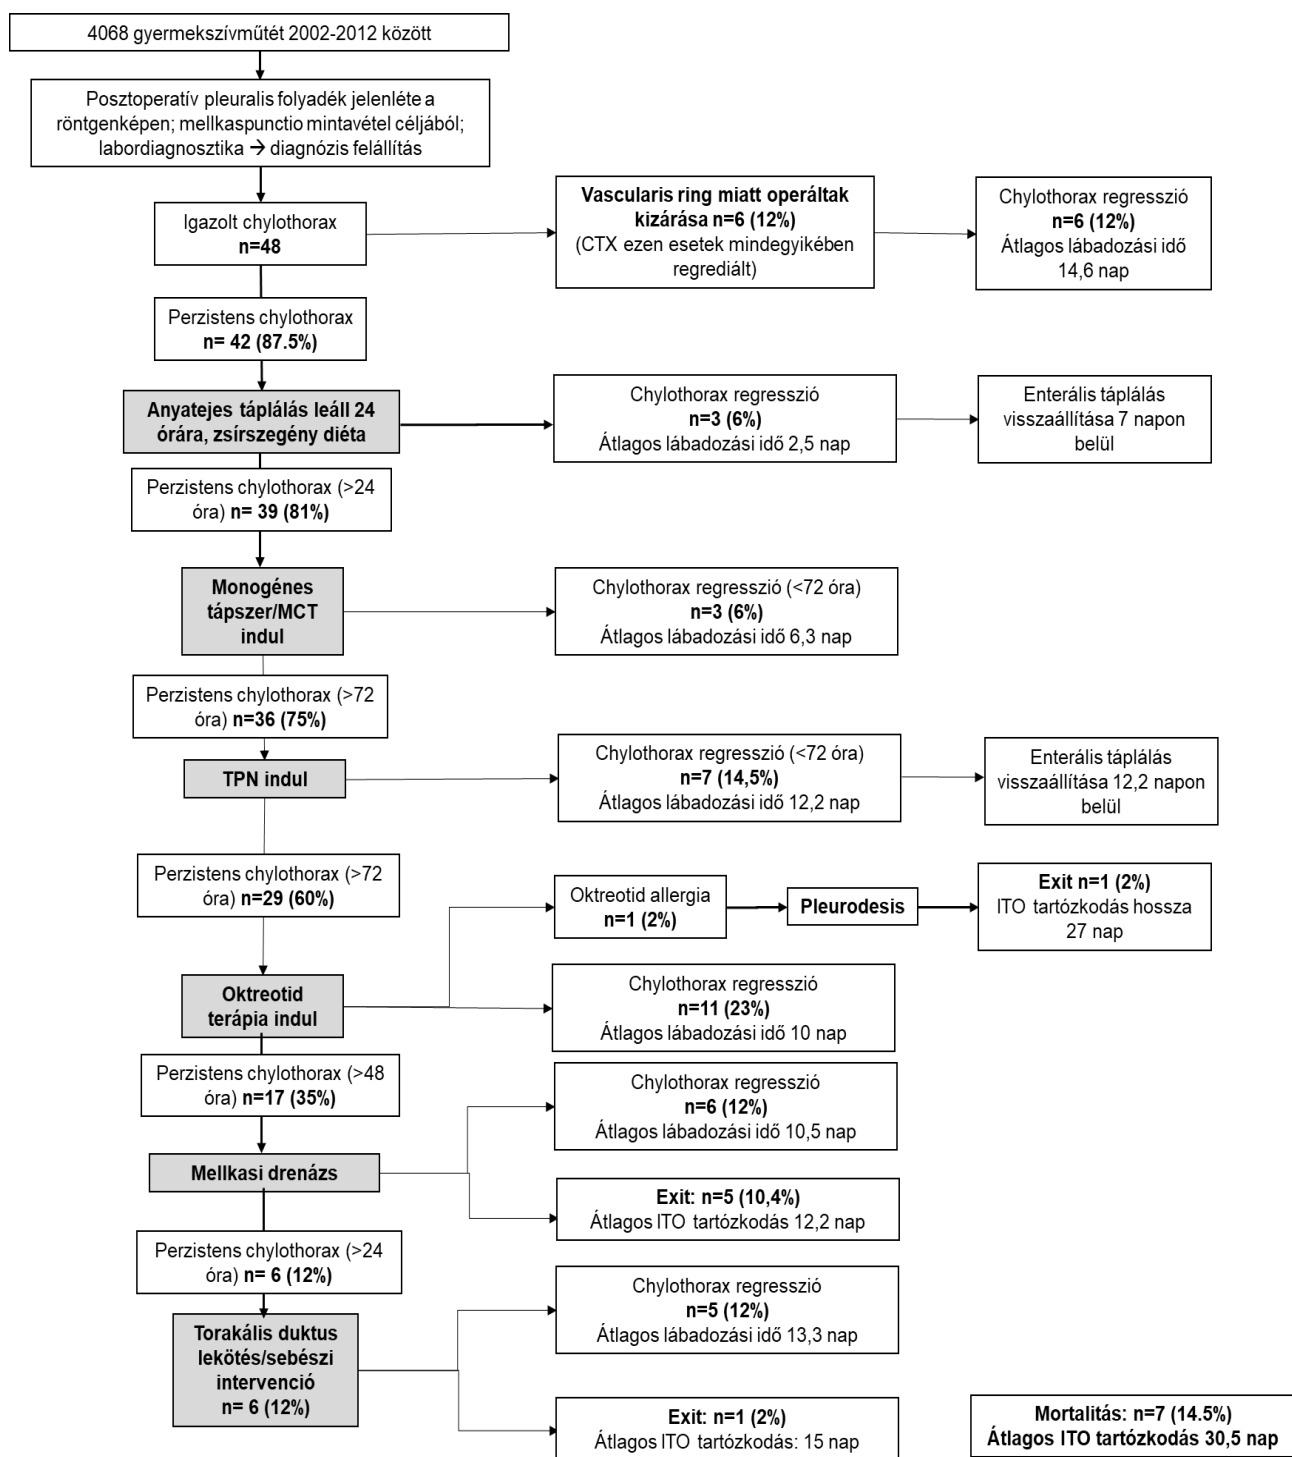 4068 gyermekszívműtét 2002-2012 között
Posztoperatív pleuralis folyadék jelenléte a
röntgenképen; mellkaspunctio mintavétel céljából;
labordiagnosztika → diagnózis felállítás
Igazolt chylothorax
n=48
Vascularis ring miatt operáltak
kizárása n=6 (12%)
(CTX ezen esetek mindegyikében
regrediált)
Chylothorax regresszió
n=6 (12%)
Átlagos lábadozási idő
14,6 nap
Perzistens chylothorax
n= 42 (87.5%)
Anyatejes táplálás leáll 24
órára, zsírszegény diéta
Chylothorax regresszió
n=3 (6%)
Átlagos lábadozási idő 2,5 nap
Enterális táplálás
visszaállítása 7 napon
belül
Perzistens chylothorax (>24
óra) n= 39 (81%)
Monogénes
tápszer/MCT
indul
Chylothorax regresszió (<72 óra)
n=3 (6%)
Átlagos lábadozási idő 6,3 nap
Perzistens chylothorax (>72
óra) n=36 (75%)
TPN indul
Chylothorax regresszió (<72 óra)
n=7 (14,5%)
Átlagos lábadozási idő 12,2 nap
Enterális táplálás
visszaállítása 12,2 napon
belül
Perzistens chylothorax (>72
óra) n=29 (60%)
Oktreotid allergia
n=1 (2%)
Pleurodesis
Exit n=1 (2%)
ITO tartózkodás hossza
27 nap
Oktreotid
terápia indul
Chylothorax regresszió
n=11 (23%)
Átlagos lábadozási idő 10 nap
Perzistens chylothorax (>48
óra) n=17 (35%)
Chylothorax regresszió
n=6 (12%)
Átlagos lábadozási idő 10,5 nap
Mellkasi drenázs
Exit: n=5 (10,4%)
Átlagos ITO tartózkodás 12,2 nap
Perzistens chylothorax (>24
óra) n= 6 (12%)
Chylothorax regresszió
n=5 (12%)
Átlagos lábadozási idő 13,3 nap
Torakális duktus
lekötés/sebészi
intervenció
n= 6 (12%)
Exit: n=1 (2%)
Átlagos ITO tartózkodás: 15 nap
Mortalitás: n=7 (14.5%)
Átlagos ITO tartózkodás 30,5 nap